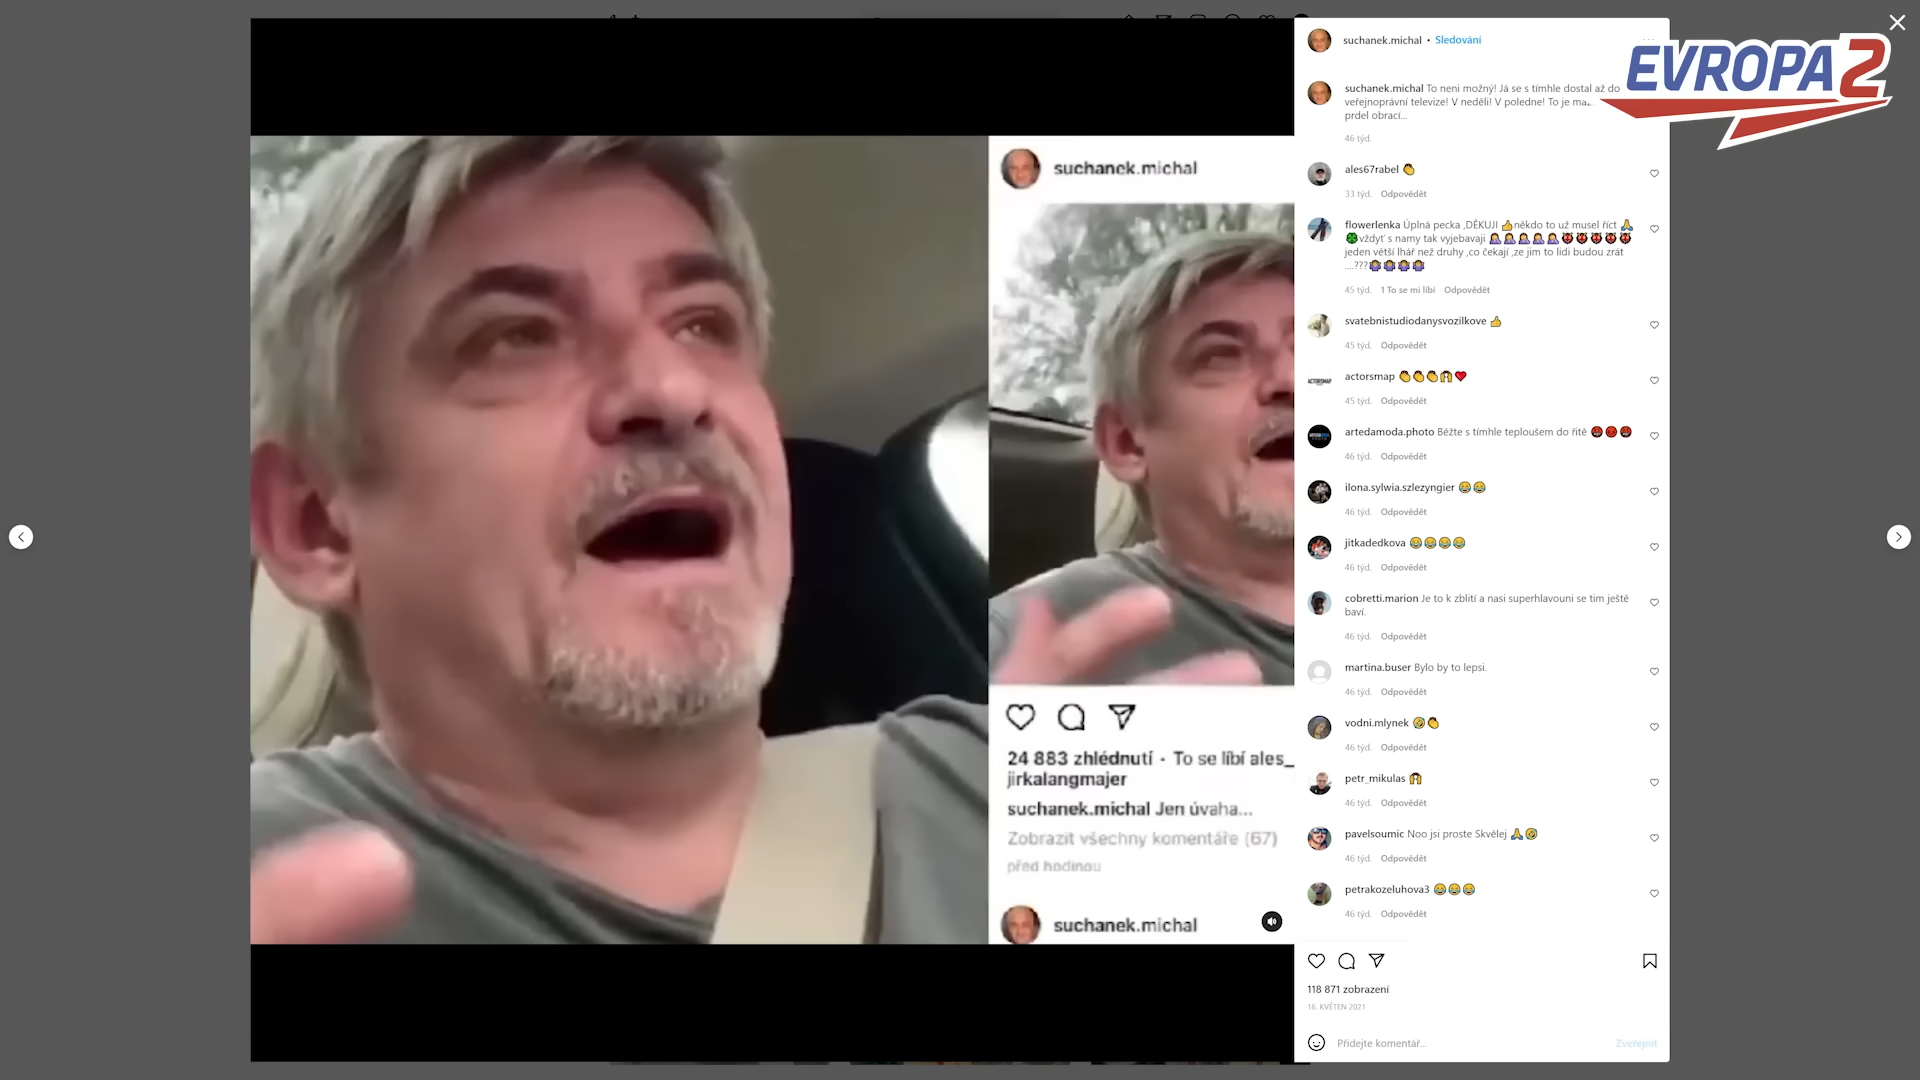 suchanek.michal
24 883 zhlédnutí · To se líbí ales_
jirkalangmajer
suchanek.michal Jen úvaha...
Zobrazit všechny komentáře (67)
před hodinou
suchanek.michal
suchanek.michal • Sledování
suchanek.michal To neni možný! Já se s tímhle dostal až do
veřejnoprávní televize! V neděli! V poledne! To je
prdel obrací...
46 týd.
ales67rabel 👏
33 týd. Odpovědět
flowerlenka Úplná pecka ,DĚKUJI 👍někdo to už musel říct 🙏
🍀vždyť s namy tak vyjebavaji 🤦‍♀️🤦‍♀️🤦‍♀️🤦‍♀️🤦‍♀️👹👹👹👹👹
jeden větší lhář než druhy ,co čekají ,ze jim to lidi budou zrát
....???🤷‍♀️🤷‍♀️🤷‍♀️🤷‍♀️
45 týd. 1 To se mi líbí Odpovědět
svatebnistudiodanysvozilkove 👍
45 týd. Odpovědět
actorsmap 👏👏👏🙌❤️
45 týd. Odpovědět
artedamoda.photo Běžte s tímhle teploušem do řitě 🤬😡🤬
46 týd. Odpovědět
ilona.sylwia.szlezyngier 😂😂
46 týd. Odpovědět
jitkadedkova 😂😂😂😂
46 týd. Odpovědět
cobretti.marion Je to k zblití a nasi superhlavouni se tim ještě
baví.
46 týd. Odpovědět
martina.buser Bylo by to lepsi.
46 týd. Odpovědět
vodni.mlynek 🤣👏
46 týd. Odpovědět
petr_mikulas 🙌
46 týd. Odpovědět
pavelsoumic Noo jsi proste Skvělej 🙏🤣
46 týd. Odpovědět
petrakozeluhova3 😂😂😂
46 týd. Odpovědět
118 871 zobrazení
16. KVĚTEN 2021
Přidejte komentář...
Zveřejnit
EVROPA 2